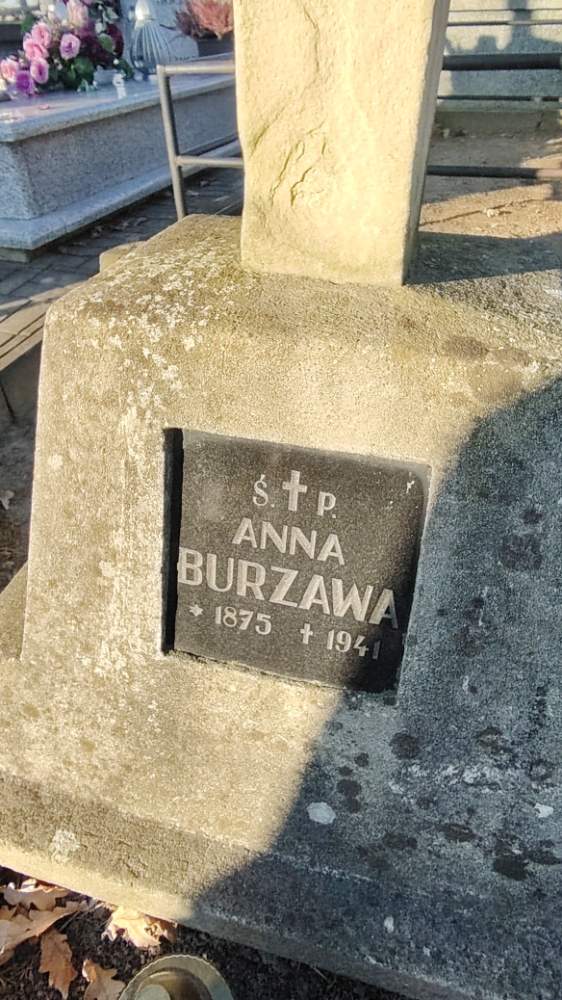 Ś. ✝ P.
ANNA
BURZAWA
* 1875 ✝ 1941